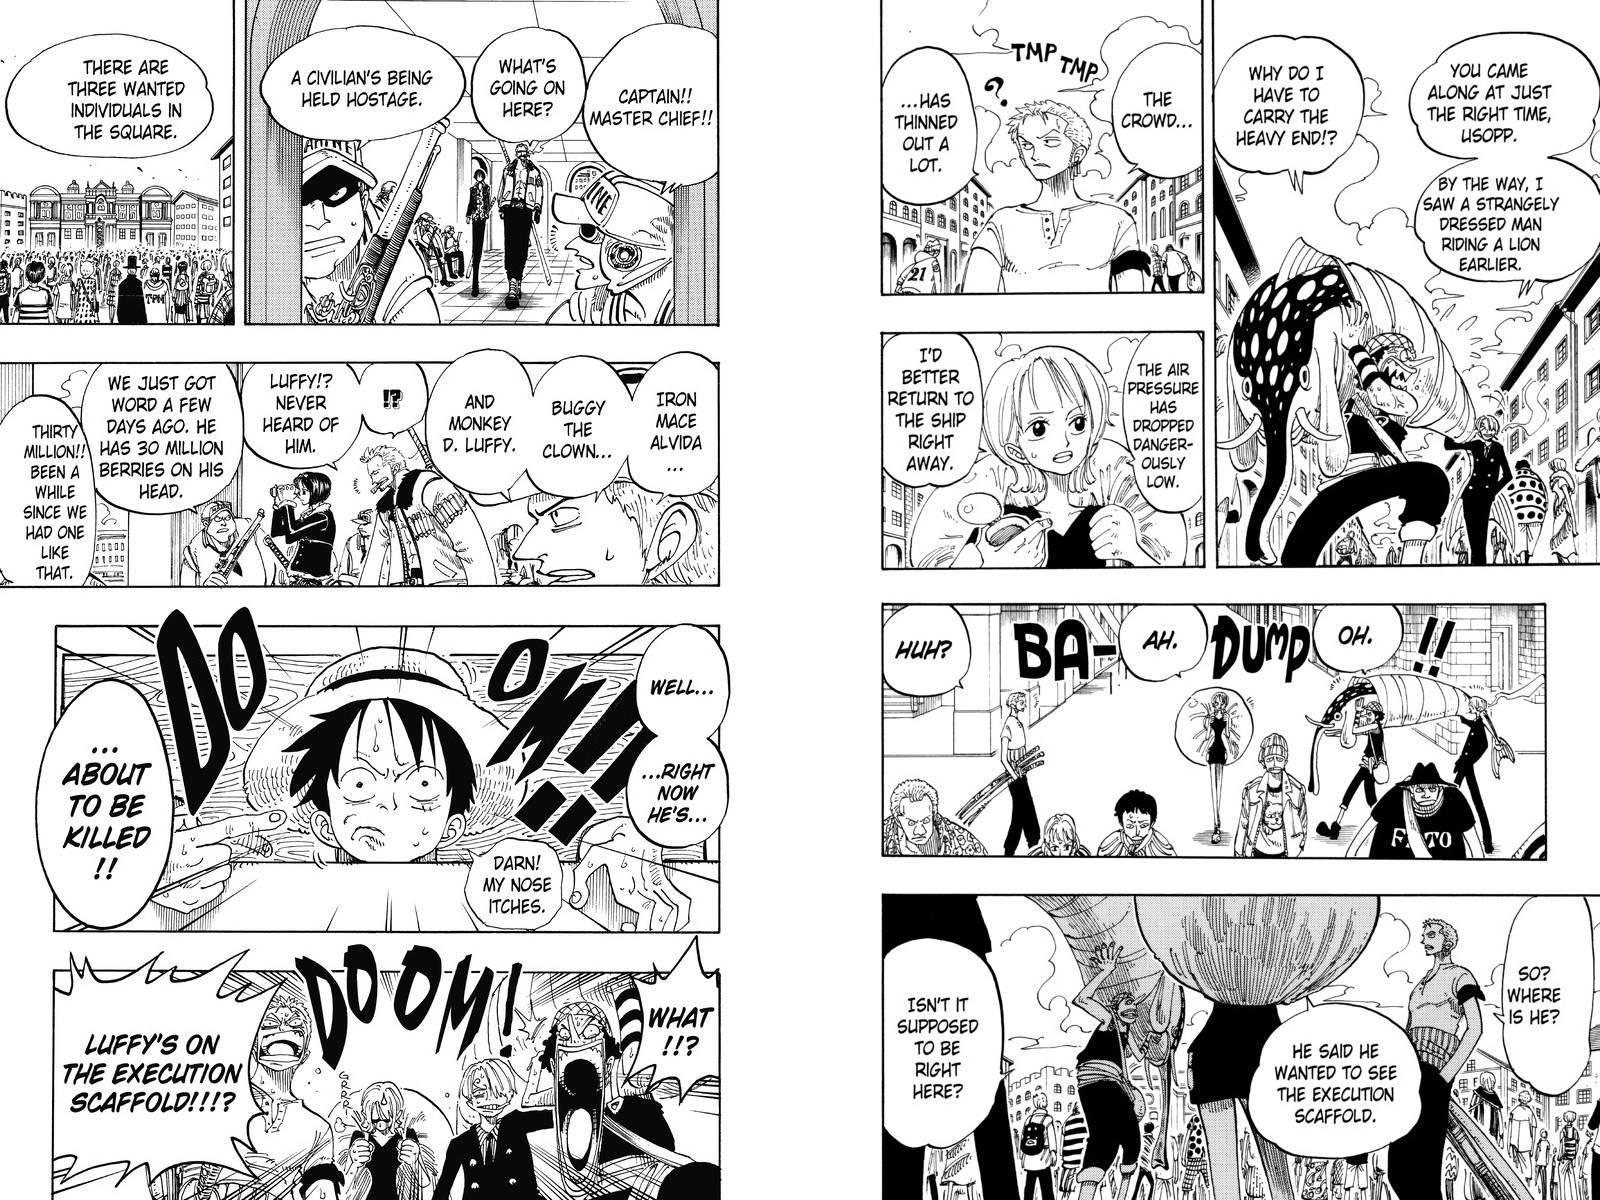 YOU CAME
ALONG AT JUST
THE RIGHT TIME,
USOPP.
BY THE WAY, I
SAW A STRANGELY
DRESSED MAN
RIDING A LION
EARLIER.
WHY DO I
HAVE TO
CARRY THE
HEAVY END!?
THE
CROWD...
TMP TMP
?
...HAS
THINNED
OUT A
LOT.
21
THE AIR
PRESSURE
HAS
DROPPED
DANGER-
OUSLY
LOW.
I'D
BETTER
RETURN
TO THE
SHIP
RIGHT
AWAY.
!!
OH.
AH.
BA-DUMP
HUH?
FATO
SO?
WHERE
IS HE?
HE SAID HE
WANTED TO SEE
THE EXECUTION
SCAFFOLD.
ISN'T IT
SUPPOSED
TO BE
RIGHT
HERE?
CAPTAIN!!
MASTER CHIEF!!
WHAT'S
GOING ON
HERE?
A CIVILIAN'S BEING
HELD HOSTAGE.
MARINE
THERE ARE
THREE WANTED
INDIVIDUALS IN
THE SQUARE.
IRON
MACE
ALVIDA
...
BUGGY
THE
CLOWN...
AND
MONKEY
D. LUFFY.
!?
LUFFY!?
NEVER
HEARD OF
HIM.
WE JUST GOT
WORD A FEW
DAYS AGO. HE
HAS 30 MILLION
BERRIES ON HIS
HEAD.
THIRTY
MILLION!!
BEEN A
WHILE
SINCE WE
HAD ONE
LIKE
THAT.
WELL...
...RIGHT
NOW
HE'S...
DOOM!!!
DARN!
MY NOSE
ITCHES.
...
ABOUT
TO BE
KILLED
!!
WHAT
!!?
DOOM!
GRRR
LUFFY'S ON
THE EXECUTION
SCAFFOLD!!!?